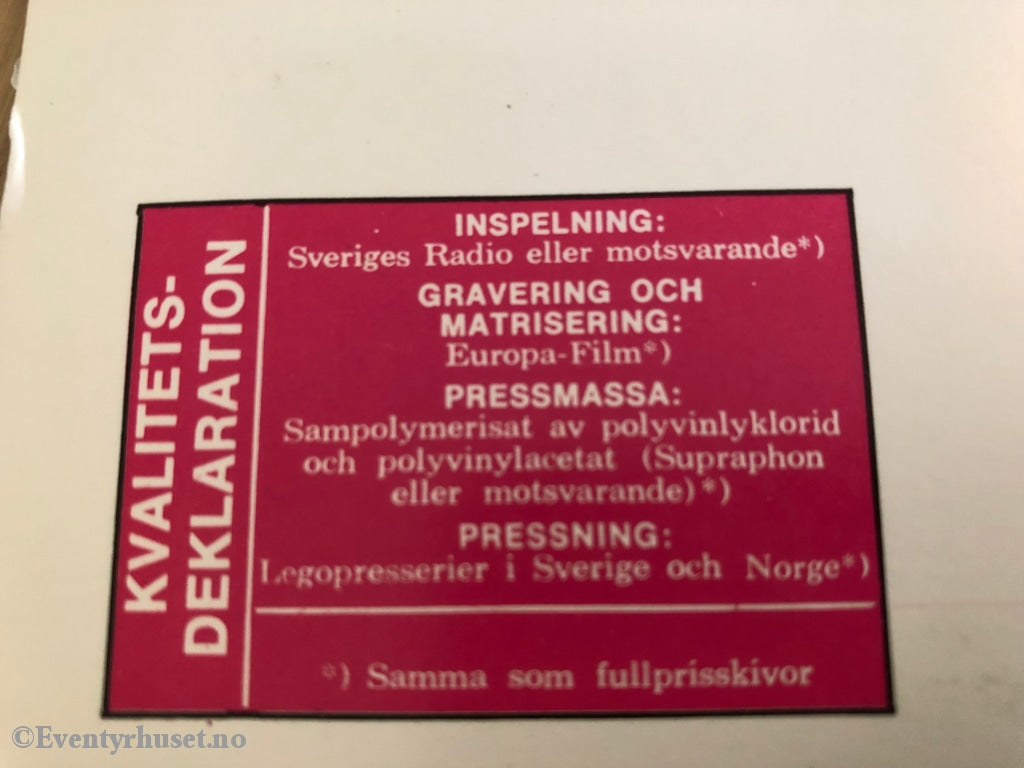 KVALITETS-
DEKLARATION
INSPELNING:
Sveriges Radio eller motsvarande*)
GRAVERING OCH
MATRISERING:
Europa-Film*)
PRESSMASSA:
Sampolymerisat av polyvinlyklorid
och polyvinylacetat (Supraphon
eller motsvarande)*)
PRESSNING:
Legopresserier i Sverige och Norge*)
*) Samma som fullprisskivor
©Eventyrhuset.no